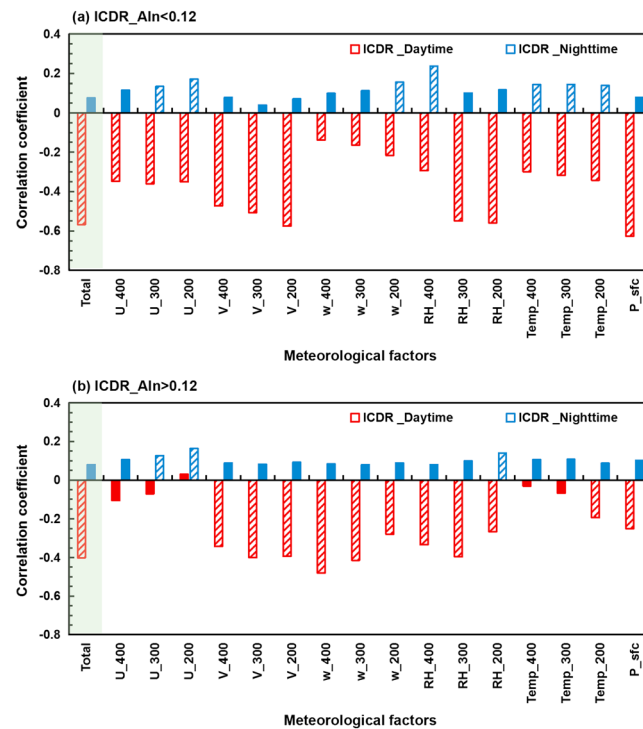 (a) ICDR_AIn<0.12
0.4
ICDR _Daytime
ICDR _Nighttime
0.2
0
-0.2
-0.4
-0.6
-0.8
Correlation coefficient
Total
U_400
U_300
U_200
V_400
V_300
V_200
w_400
w_300
w_200
RH_400
RH_300
RH_200
Temp_400
Temp_300
Temp_200
P_sfc
Meteorological factors
(b) ICDR_AIn>0.12
0.4
ICDR _Daytime
ICDR _Nighttime
0.2
0
-0.2
-0.4
-0.6
-0.8
Correlation coefficient
Total
U_400
U_300
U_200
V_400
V_300
V_200
w_400
w_300
w_200
RH_400
RH_300
RH_200
Temp_400
Temp_300
Temp_200
P_sfc
Meteorological factors